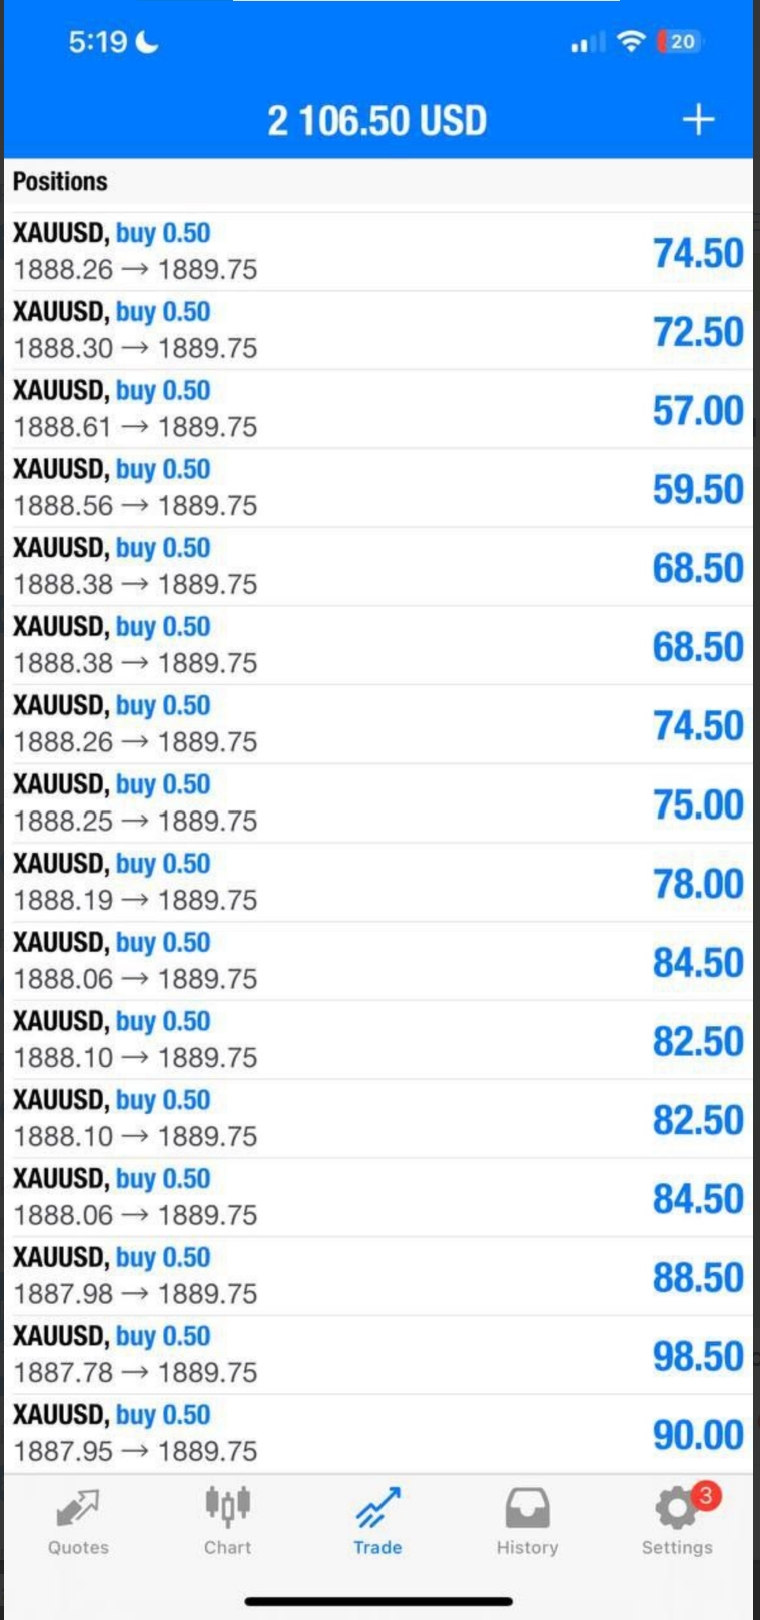 5:19
20
2 106.50 USD
Positions
XAUUSD, buy 0.50
74.50
1888.26 → 1889.75
XAUUSD, buy 0.50
72.50
1888.30 → 1889.75
XAUUSD, buy 0.50
57.00
1888.61 → 1889.75
XAUUSD, buy 0.50
59.50
1888.56 → 1889.75
XAUUSD, buy 0.50
68.50
1888.38 → 1889.75
XAUUSD, buy 0.50
68.50
1888.38 → 1889.75
XAUUSD, buy 0.50
74.50
1888.26 → 1889.75
XAUUSD, buy 0.50
75.00
1888.25 → 1889.75
XAUUSD, buy 0.50
78.00
1888.19 → 1889.75
XAUUSD, buy 0.50
84.50
1888.06 → 1889.75
XAUUSD, buy 0.50
82.50
1888.10 → 1889.75
XAUUSD, buy 0.50
82.50
1888.10 → 1889.75
XAUUSD, buy 0.50
84.50
1888.06 → 1889.75
XAUUSD, buy 0.50
88.50
1887.98 → 1889.75
XAUUSD, buy 0.50
98.50
1887.78 → 1889.75
XAUUSD, buy 0.50
90.00
1887.95 → 1889.75
3
Quotes Chart Trade History Settings